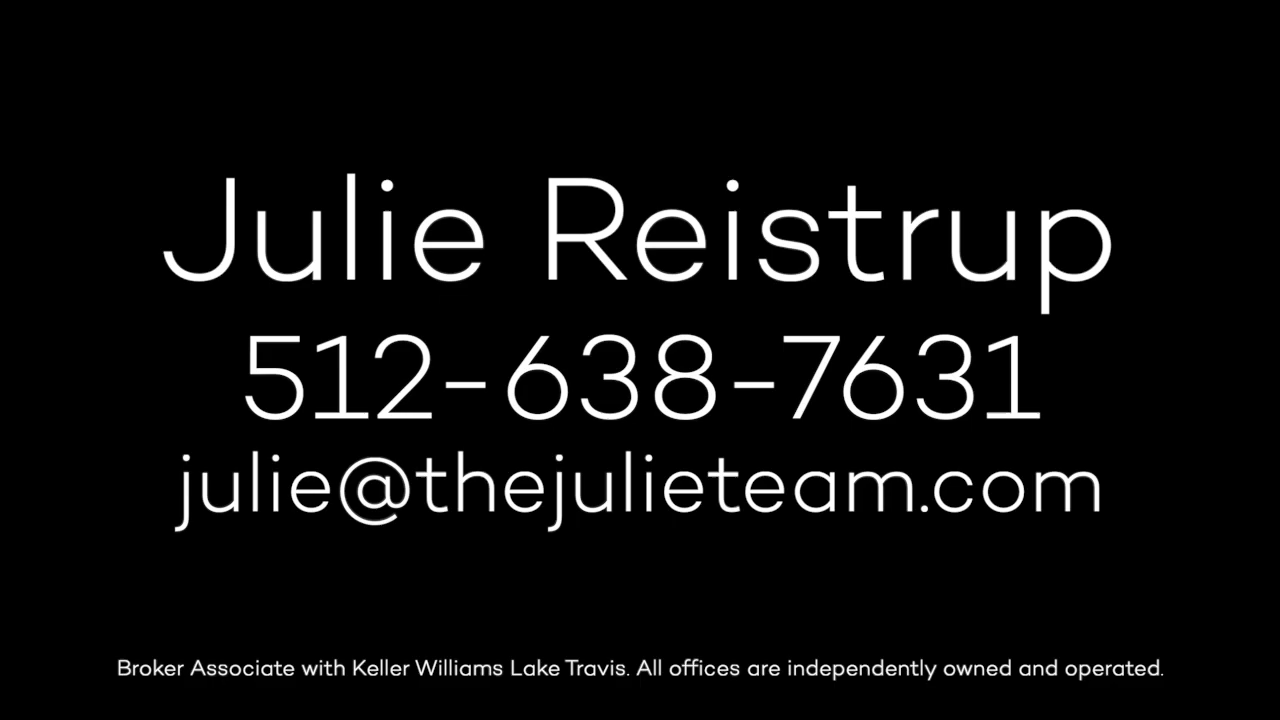 Julie Reistrup
512-638-7631
julie@thejulieteam.com
Broker Associate with Keller Williams Lake Travis. All offices are independently owned and operated.